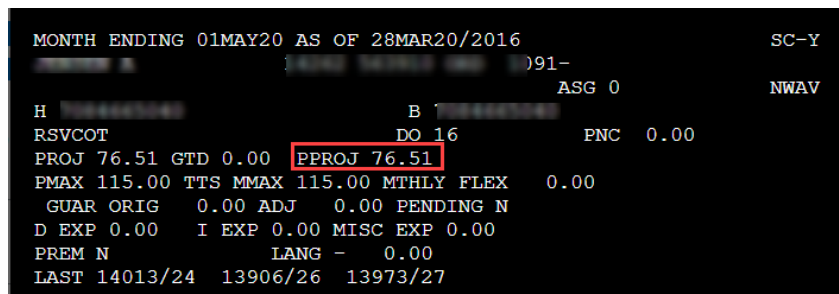 MONTH ENDING 01MAY20 AS OF 28MAR20/2016 SC-Y
091-
ASG 0 NWAV
H B
RSVCOT DO 16 PNC 0.00
PROJ 76.51 GTD 0.00 PPROJ 76.51
PMAX 115.00 TTS MMAX 115.00 MTHLY FLEX 0.00
GUAR ORIG 0.00 ADJ 0.00 PENDING N
D EXP 0.00 I EXP 0.00 MISC EXP 0.00
PREM N LANG - 0.00
LAST 14013/24 13906/26 13973/27